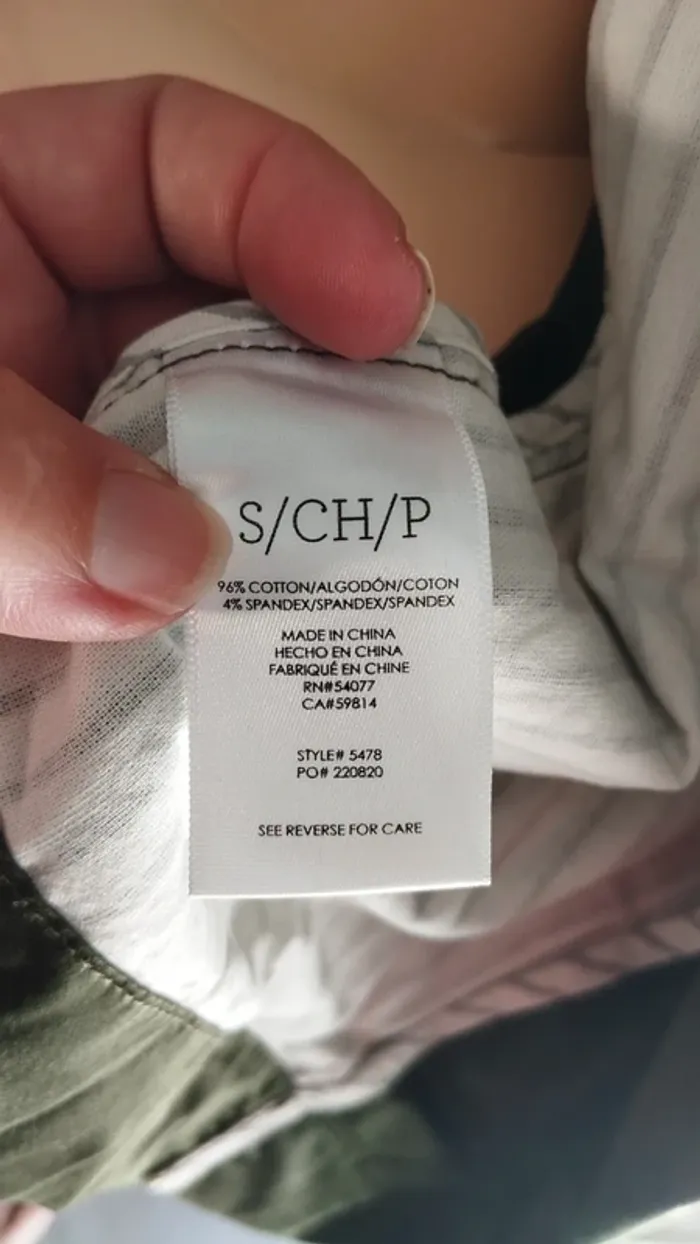 S/CH/P
96% COTTON/ALGODÓN/COTON
4% SPANDEX/SPANDEX/SPANDEX
MADE IN CHINA
HECHO EN CHINA
FABRIQUÉ EN CHINE
RN#54077
CA#59814
STYLE# 5478
PO# 220820
SEE REVERSE FOR CARE